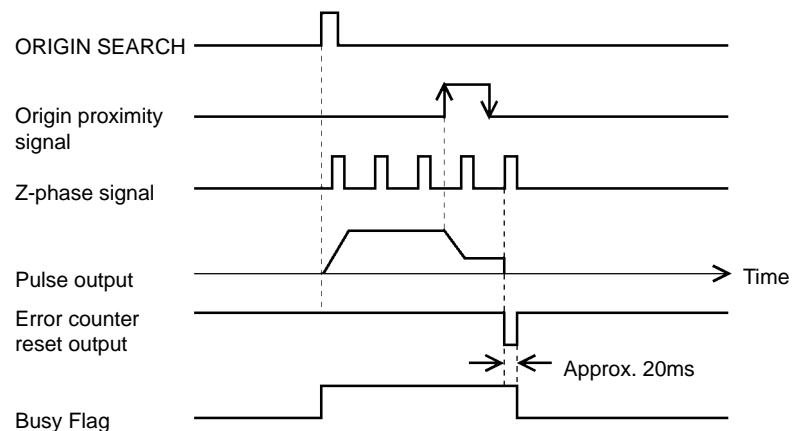 ORIGIN SEARCH
Origin proximity
signal
Z-phase signal
Pulse output
Time
Error counter
reset output
Approx. 20ms
Busy Flag